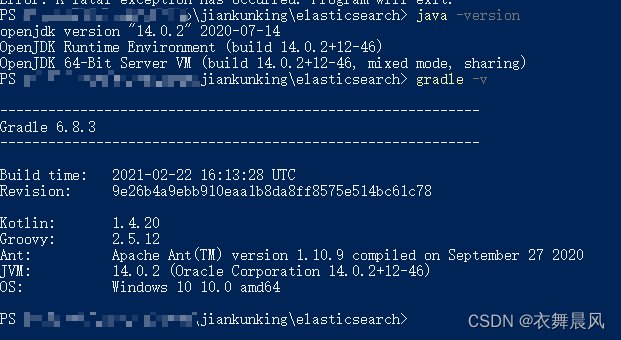 Error: A fatal exception has occurred. Program will exit.
PS \jiankunking\elasticsearch> java -version
openjdk version "14.0.2" 2020-07-14
OpenJDK Runtime Environment (build 14.0.2+12-46)
OpenJDK 64-Bit Server VM (build 14.0.2+12-46, mixed mode, sharing)
PS \jiankunking\elasticsearch> gradle -v
------------------------------------------------------------
Gradle 6.8.3
------------------------------------------------------------
Build time: 2021-02-22 16:13:28 UTC
Revision: 9e26b4a9ebb910eaa1b8da8ff8575e514bc61c78
Kotlin: 1.4.20
Groovy: 2.5.12
Ant: Apache Ant(TM) version 1.10.9 compiled on September 27 2020
JVM: 14.0.2 (Oracle Corporation 14.0.2+12-46)
OS: Windows 10 10.0 amd64
PS \jiankunking\elasticsearch>
CSDN @衣舞晨风